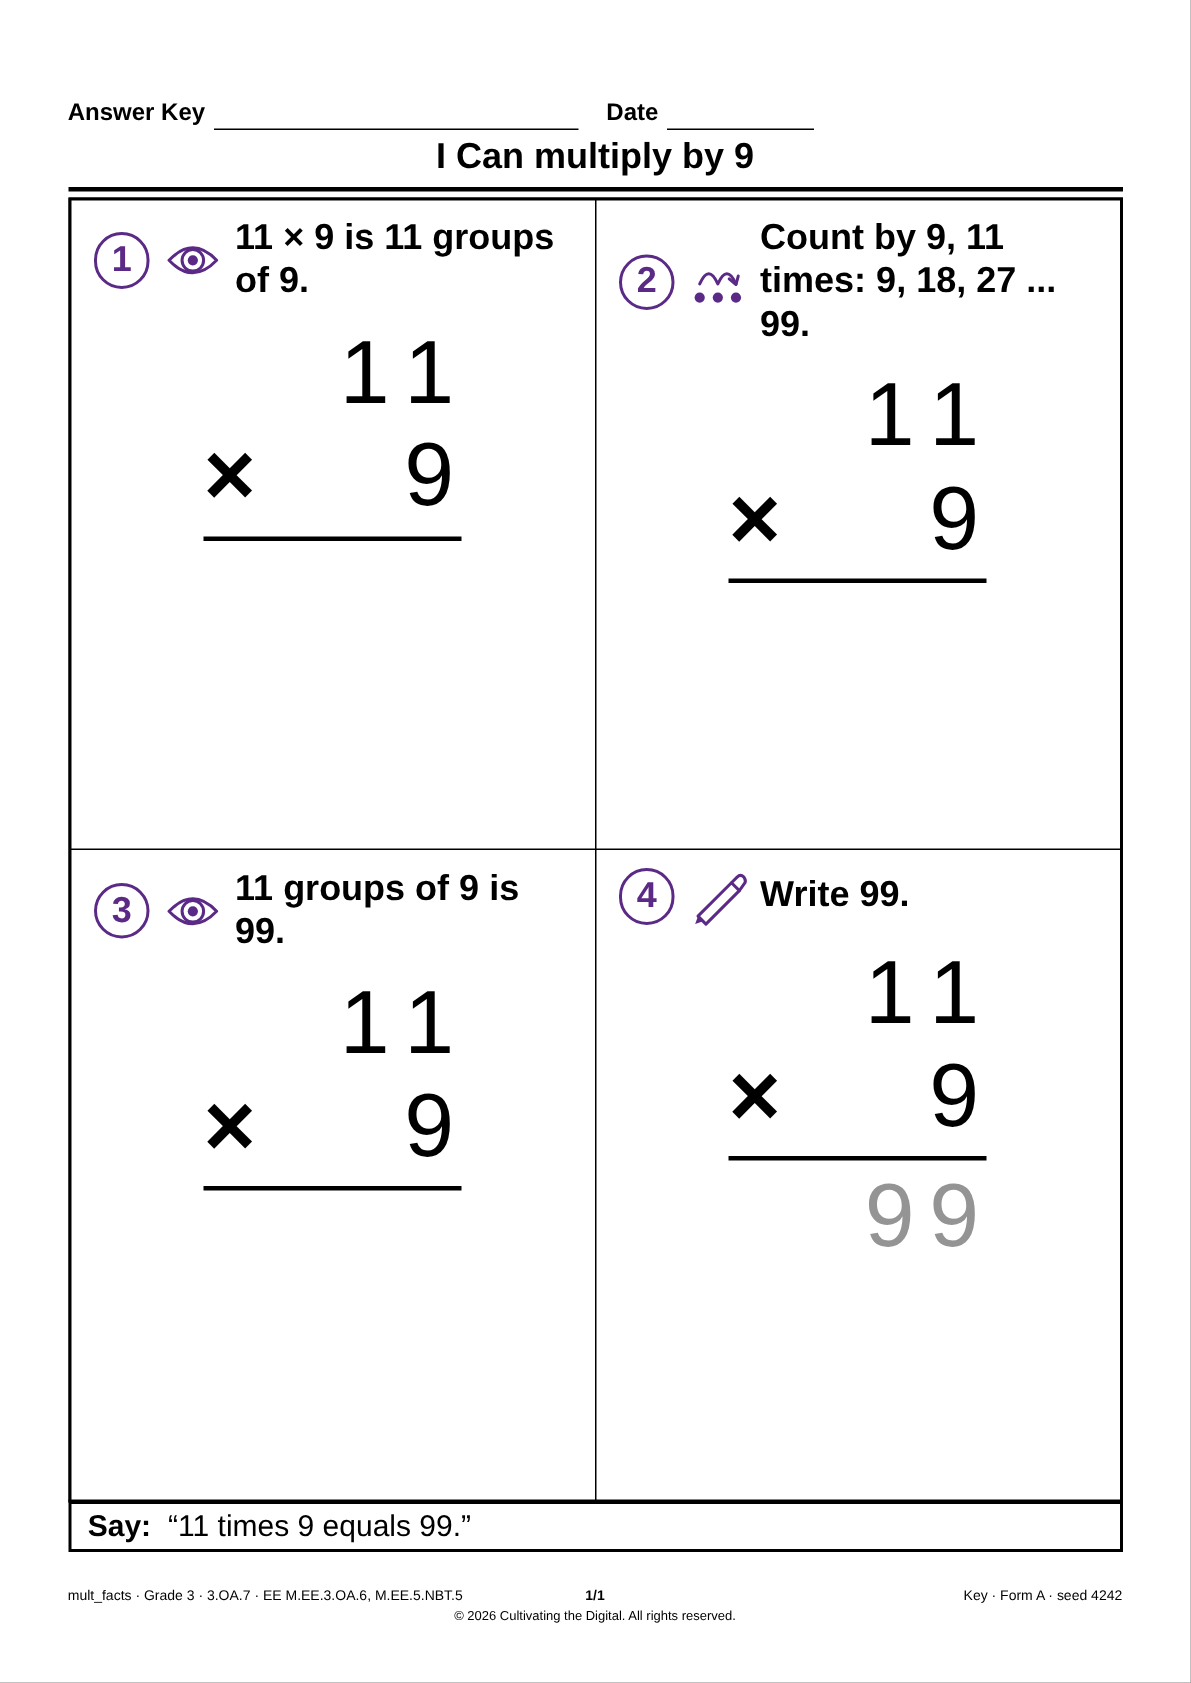 Answer Key Date
I Can multiply by 9
1 11 × 9 is 11 groups
of 9.
11
× 9
2 Count by 9, 11
times: 9, 18, 27 ...
99.
11
× 9
3 11 groups of 9 is
99.
11
× 9
4 Write 99.
11
× 9
99
Say: “11 times 9 equals 99.”
mult_facts · Grade 3 · 3.OA.7 · EE M.EE.3.OA.6, M.EE.5.NBT.5 1/1 Key · Form A · seed 4242
© 2026 Cultivating the Digital. All rights reserved.